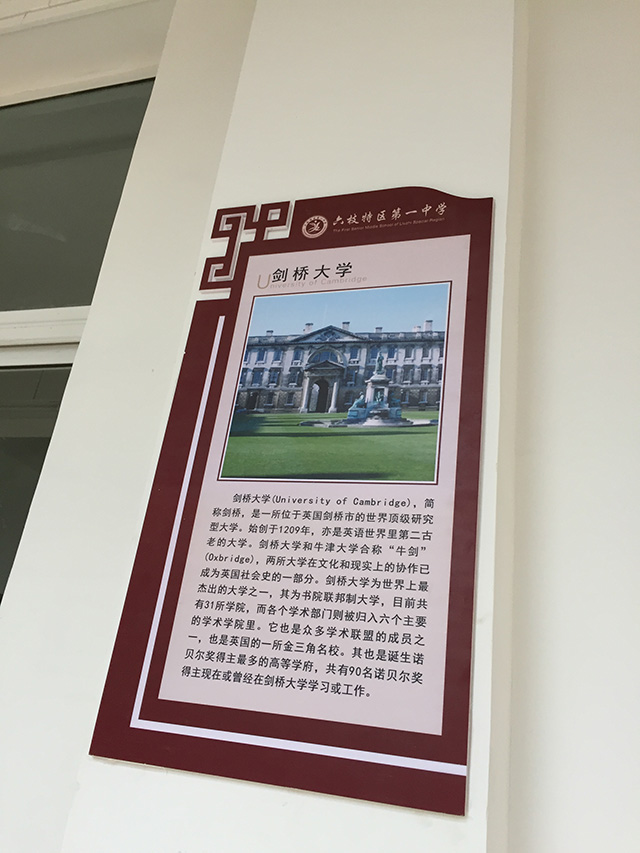 六枝特区第一中学
The First Senior Middle School of Liuzhi Special Region
剑桥大学
University of Cambridge
剑桥大学(University of Cambridge)，简
称剑桥，是一所位于英国剑桥市的世界顶级研究
型大学。始创于1209年，亦是英语世界里第二古
老的大学。剑桥大学和牛津大学合称“牛剑”
(Oxbridge)，两所大学在文化和现实上的协作已
成为英国社会史的一部分。剑桥大学为世界上最
杰出的大学之一，其为书院联邦制大学，目前共
有31所学院，而各个学术部门则被归入六个主要
的学术学院里。它也是众多学术联盟的成员之
一，也是英国的一所金三角名校。其也是诞生诺
贝尔奖得主最多的高等学府，共有90名诺贝尔奖
得主现在或曾经在剑桥大学学习或工作。